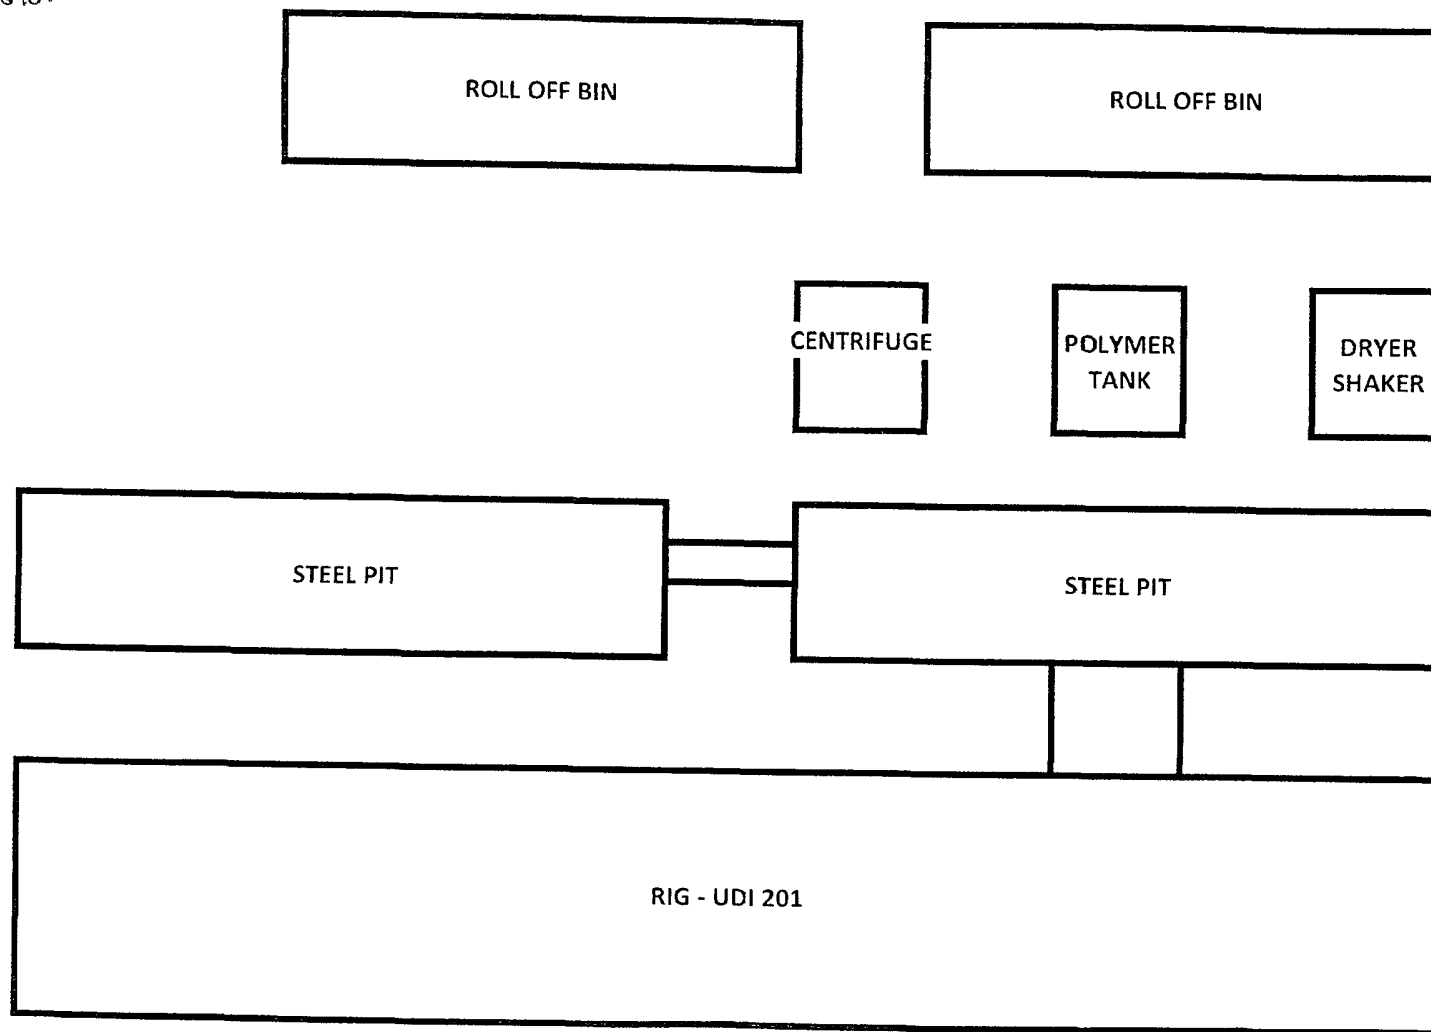 ROLL OFF BIN
ROLL OFF BIN
CENTRIFUGE
POLYMER
TANK
DRYER
SHAKER
STEEL PIT
STEEL PIT
RIG - UDI 201